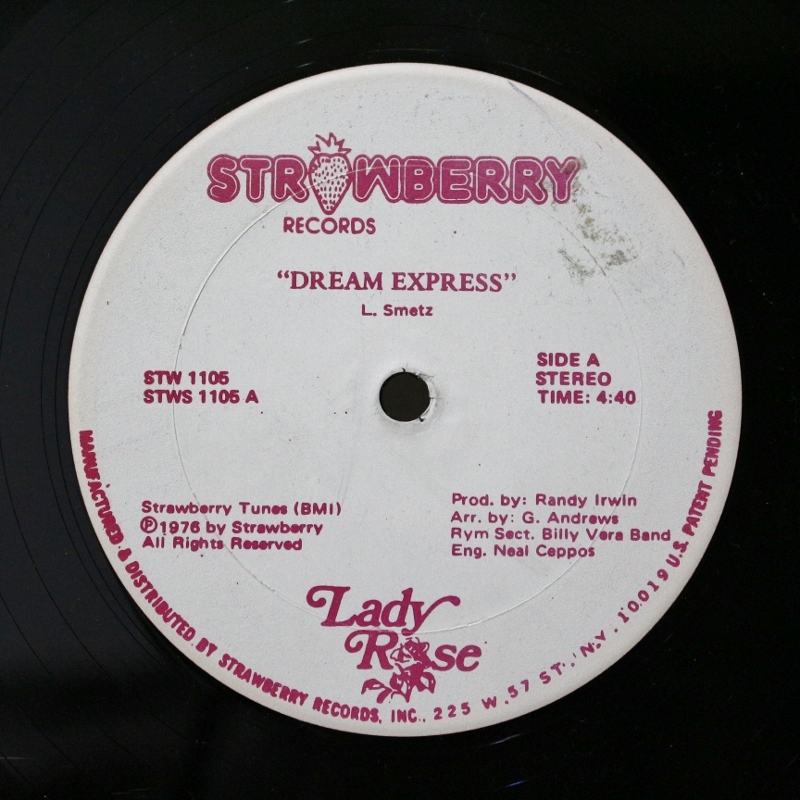 STRAWBERRY
RECORDS
“DREAM EXPRESS”
L. Smetz
STW 1105
STWS 1105 A
SIDE A
STEREO
TIME: 4:40
Strawberry Tunes (BMI)
Ⓟ1976 by Strawberry
All Rights Reserved
Prod. by: Randy Irwin
Arr. by: G. Andrews
Rym Sect. Billy Vera Band
Eng. Neal Ceppos
Lady
Rose
MANUFACTURED & DISTRIBUTED BY STRAWBERRY RECORDS, INC., 225 W. 57 ST., N.Y. 10019 U.S. PATENT PENDING